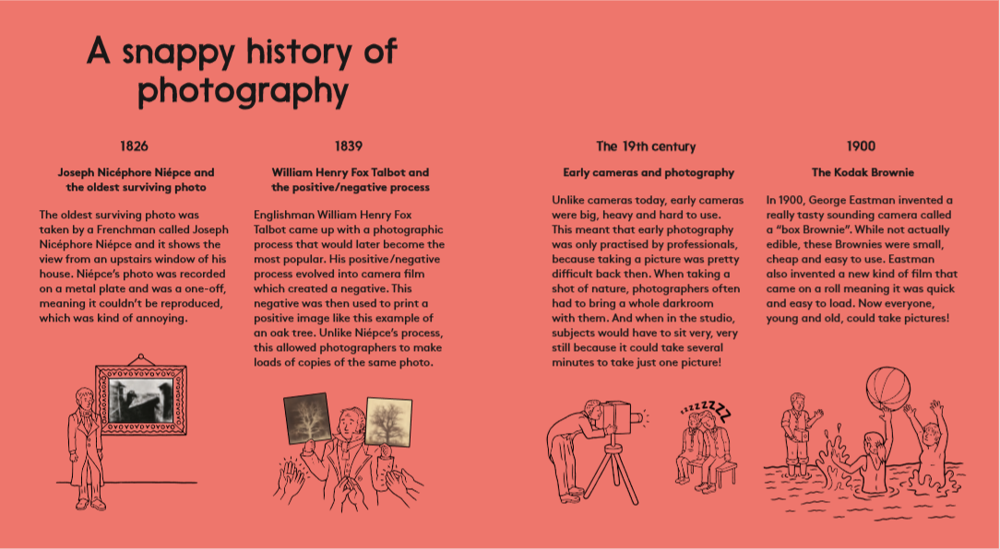 A snappy history of
photography
1826
Joseph Nicéphore Niépce and
the oldest surviving photo
The oldest surviving photo was
taken by a Frenchman called Joseph
Nicéphore Niépce and it shows the
view from an upstairs window of his
house. Niépce's photo was recorded
on a metal plate and was a one-off,
meaning it couldn't be reproduced,
which was kind of annoying.
1839
William Henry Fox Talbot and
the positive/negative process
Englishman William Henry Fox
Talbot came up with a photographic
process that would later become the
most popular. His positive/negative
process evolved into camera film
which created a negative. This
negative was then used to print a
positive image like this example of
an oak tree. Unlike Niépce's process,
this allowed photographers to make
loads of copies of the same photo.
The 19th century
Early cameras and photography
Unlike cameras today, early cameras
were big, heavy and hard to use.
This meant that early photography
was only practised by professionals,
because taking a picture was pretty
difficult back then. When taking a
shot of nature, photographers often
had to bring a whole darkroom
with them. And when in the studio,
subjects would have to sit very, very
still because it could take several
minutes to take just one picture!
zzzzzzzz
1900
The Kodak Brownie
In 1900, George Eastman invented a
really tasty sounding camera called
a “box Brownie”. While not actually
edible, these Brownies were small,
cheap and easy to use. Eastman
also invented a new kind of film that
came on a roll meaning it was quick
and easy to load. Now everyone,
young and old, could take pictures!